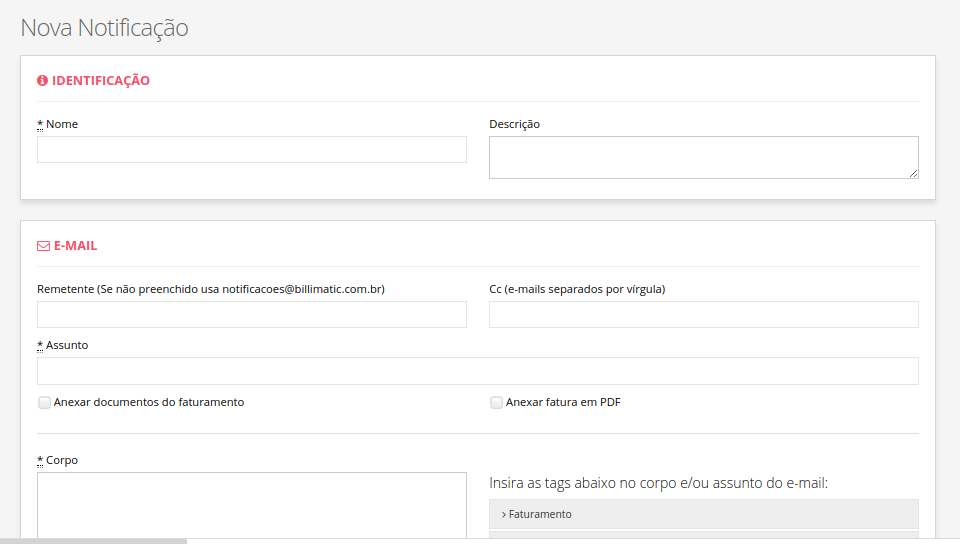 Nova Notificação
IDENTIFICAÇÃO
* Nome
Descrição
E-MAIL
Remetente (Se não preenchido usa notificacoes@billimatic.com.br)
Cc (e-mails separados por vírgula)
* Assunto
Anexar documentos do faturamento
Anexar fatura em PDF
* Corpo
Insira as tags abaixo no corpo e/ou assunto do e-mail:
› Faturamento